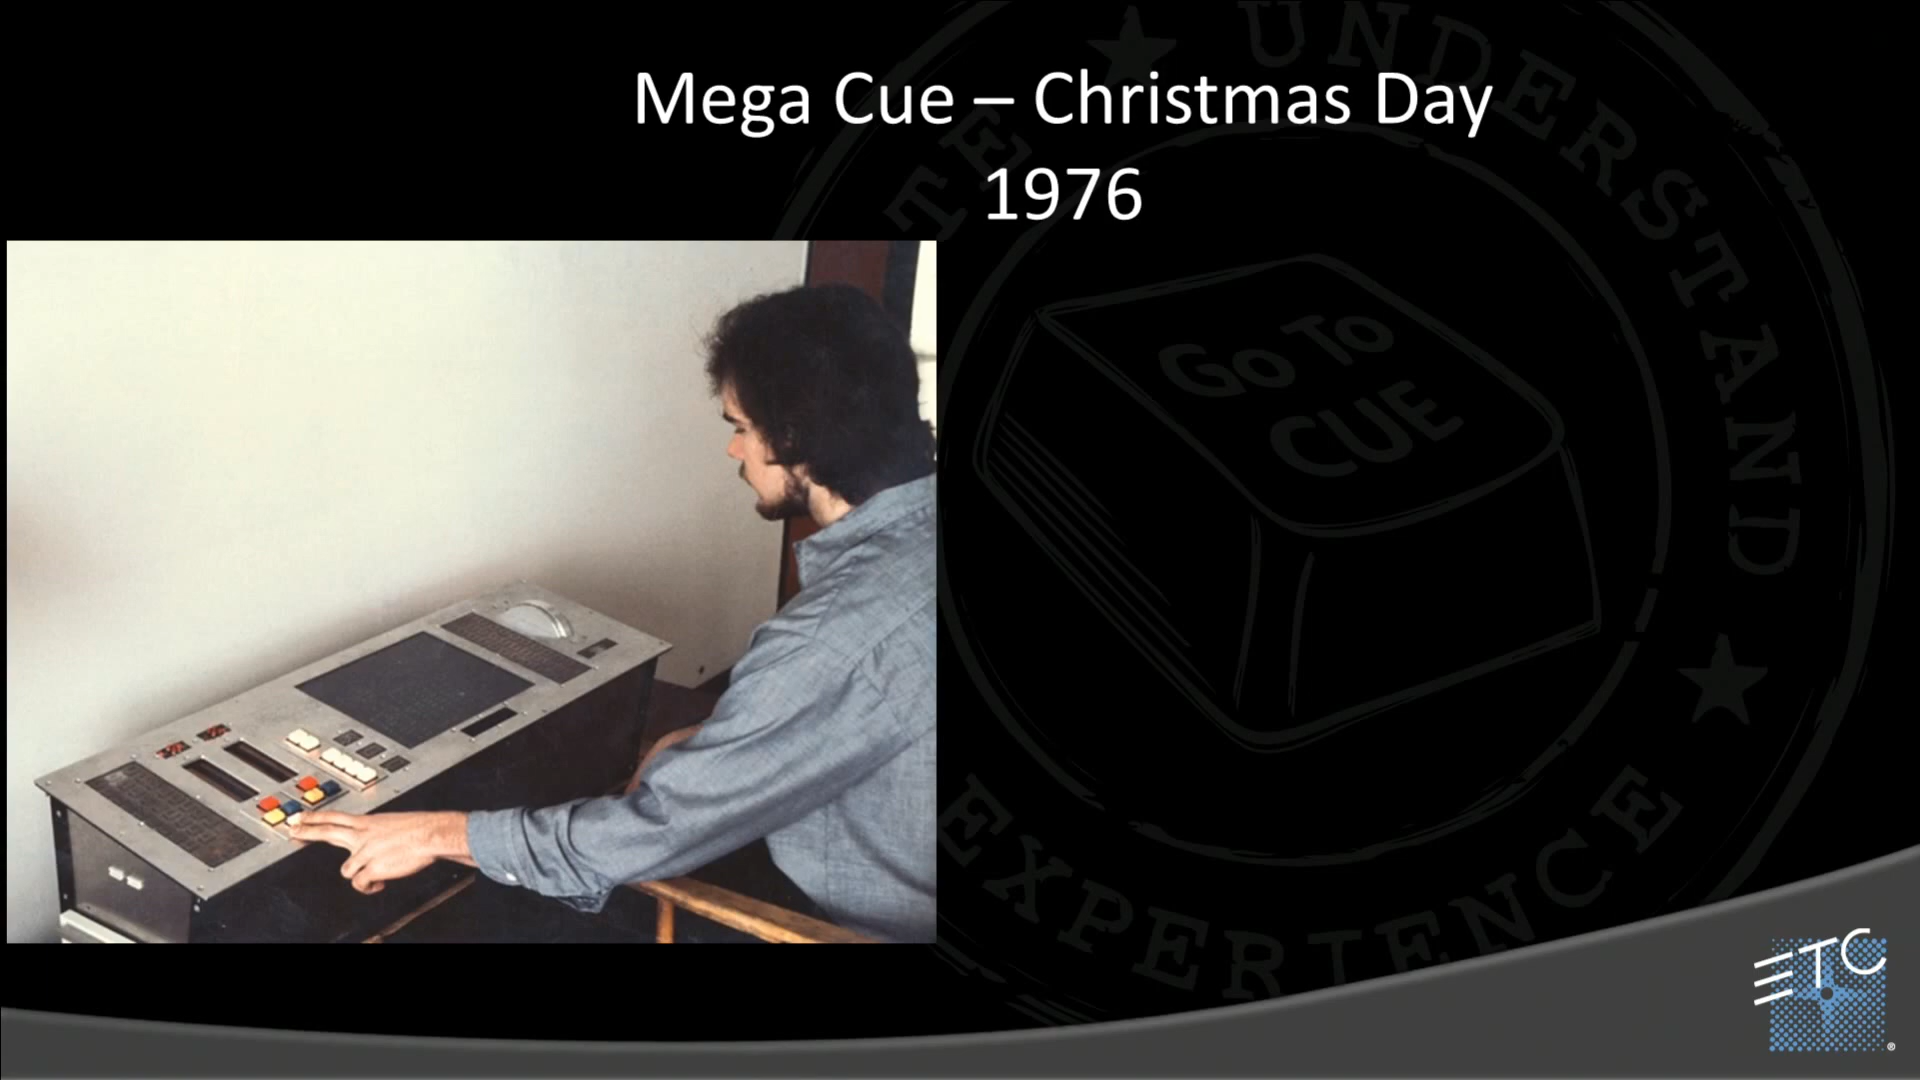 Mega Cue – Christmas Day
1976
UNDERSTAND
EXPERIENCE
GO TO
CUE
ETC
®